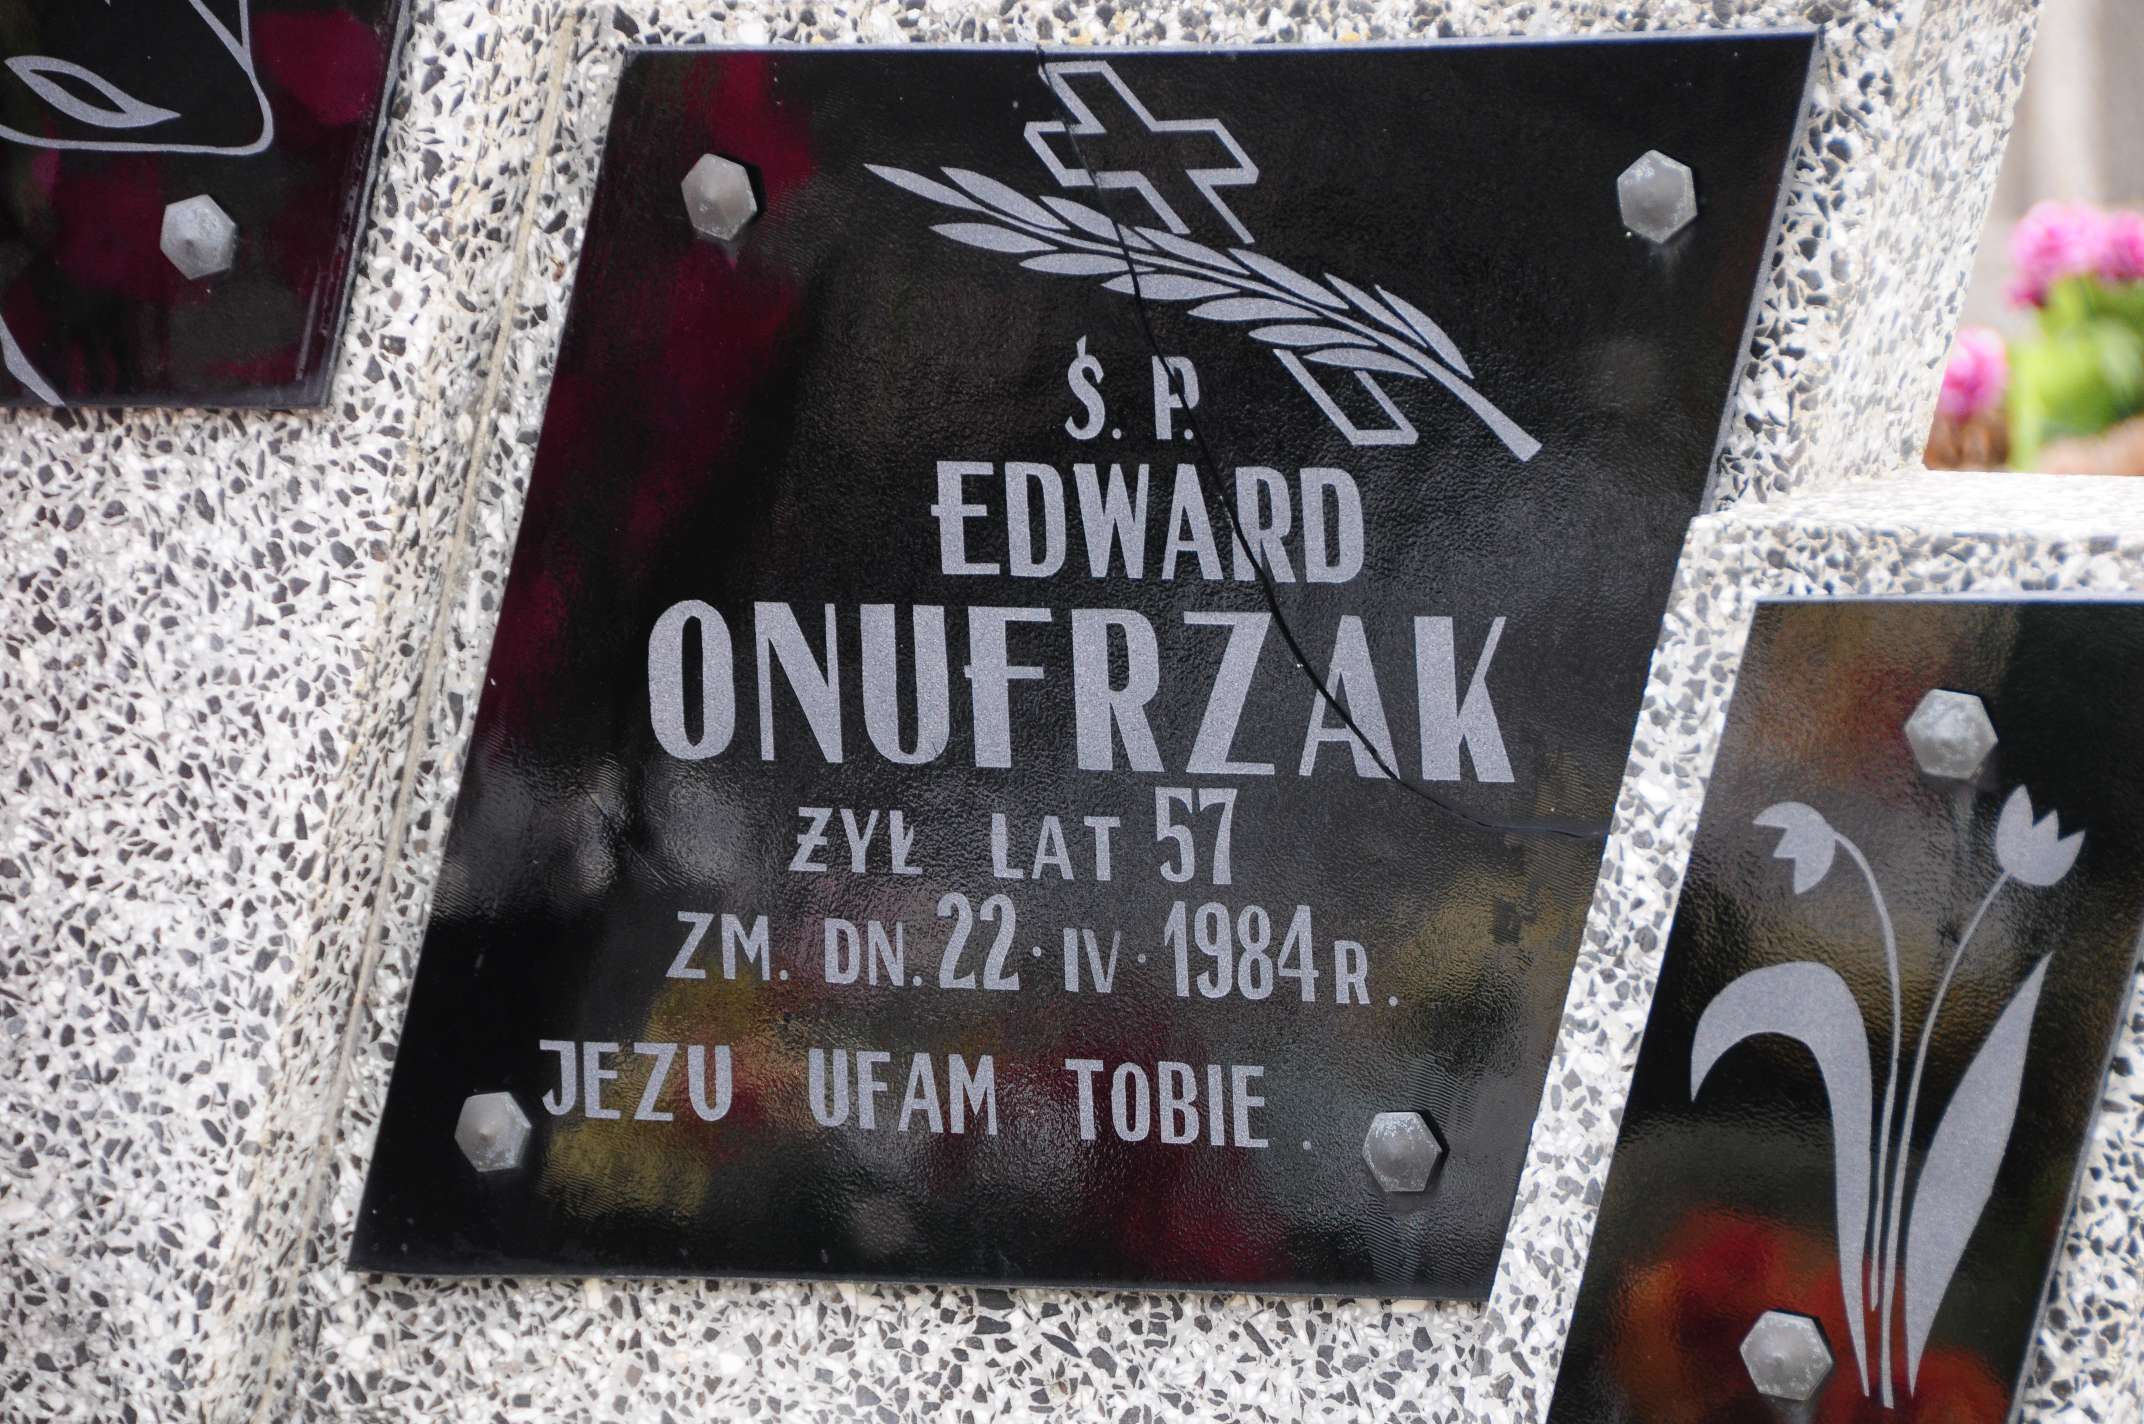 Ś. P.
EDWARD
ONUFRZAK
ŻYŁ LAT 57
ZM. DN. 22·IV·1984 R.
JEZU UFAM TOBIE.